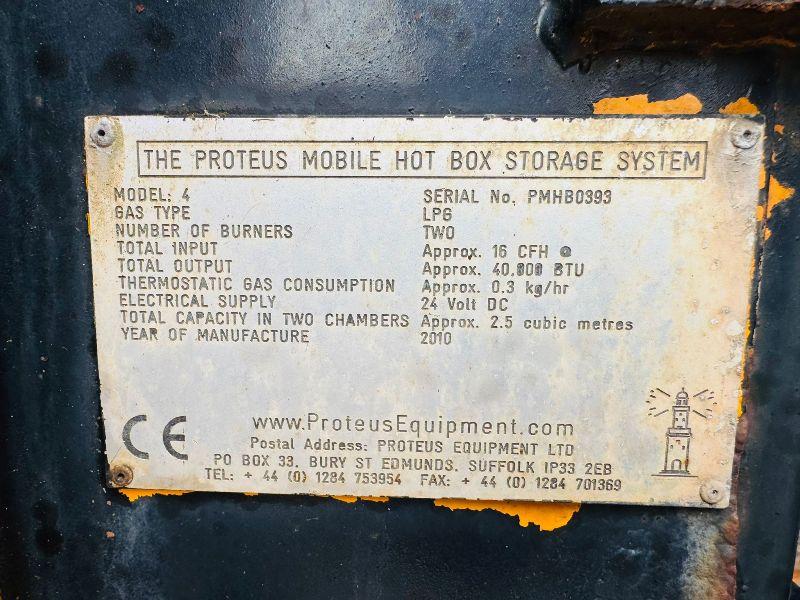 THE PROTEUS MOBILE HOT BOX STORAGE SYSTEM
MODEL: 4 SERIAL No. PMHB0393
GAS TYPE LPG
NUMBER OF BURNERS TWO
TOTAL INPUT Approx. 16 CFH @
TOTAL OUTPUT Approx. 40.000 BTU
THERMOSTATIC GAS CONSUMPTION Approx. 0.3 kg/hr
ELECTRICAL SUPPLY 24 Volt DC
TOTAL CAPACITY IN TWO CHAMBERS Approx. 2.5 cubic metres
YEAR OF MANUFACTURE 2010
CE
www.ProteusEquipment.com
Postal Address: PROTEUS EQUIPMENT LTD
PO BOX 33. BURY ST EDMUNDS. SUFFOLK IP33 2EB
TEL: + 44 (0) 1284 753954 FAX: + 44 (0) 1284 701369